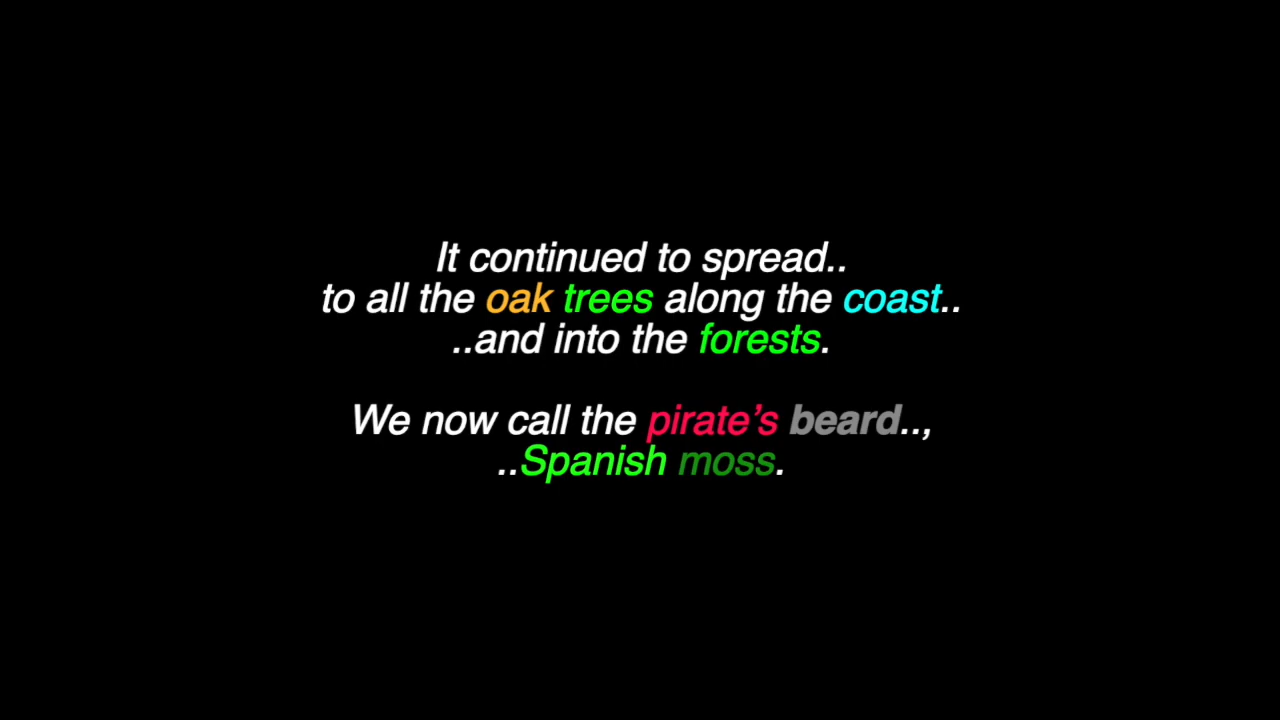 It continued to spread..
to all the oak trees along the coast..
..and into the forests.
We now call the pirate's beard..,
..Spanish moss.